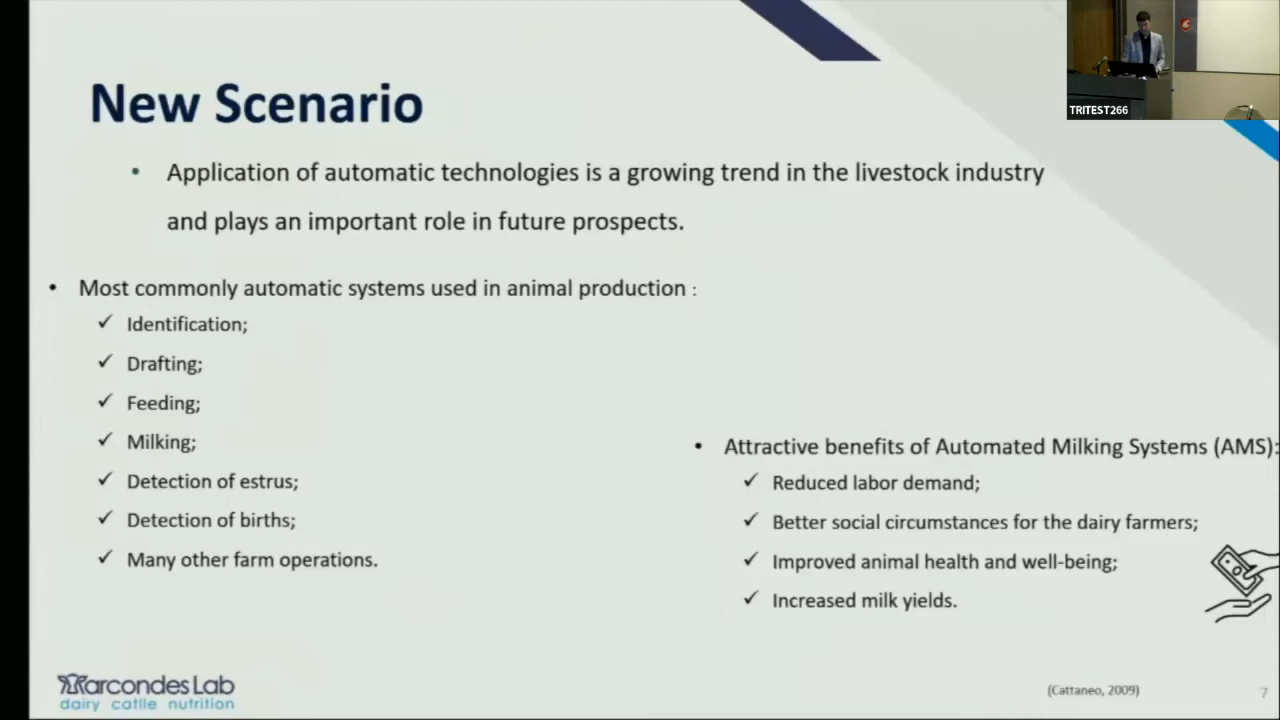 TRITEST266
New Scenario
• Application of automatic technologies is a growing trend in the livestock industry
and plays an important role in future prospects.
• Most commonly automatic systems used in animal production :
✓ Identification;
✓ Drafting;
✓ Feeding;
✓ Milking;
✓ Detection of estrus;
✓ Detection of births;
✓ Many other farm operations.
• Attractive benefits of Automated Milking Systems (AMS):
✓ Reduced labor demand;
✓ Better social circumstances for the dairy farmers;
✓ Improved animal health and well-being;
✓ Increased milk yields.
Marcondes Lab
dairy catlle nutrition
(Cattaneo, 2009)
7